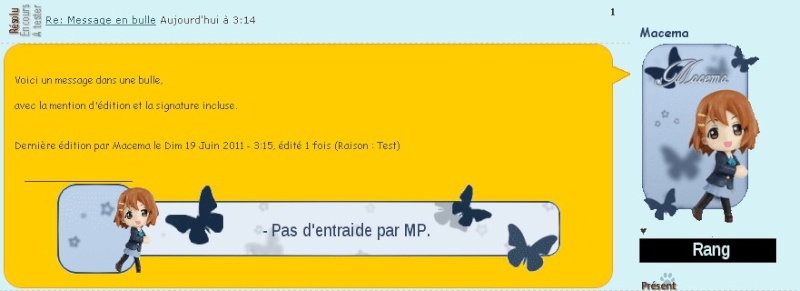 Résolu
En cours
A tester
Re: Message en bulle Aujourd'hui à 3:14
1
Macema
Macema
Voici un message dans une bulle,
avec la mention d'édition et la signature incluse.
Dernière édition par Macema le Dim 19 Juin 2011 - 3:15, édité 1 fois (Raison : Test)
- Pas d'entraide par MP.
♥
Rang
Présent